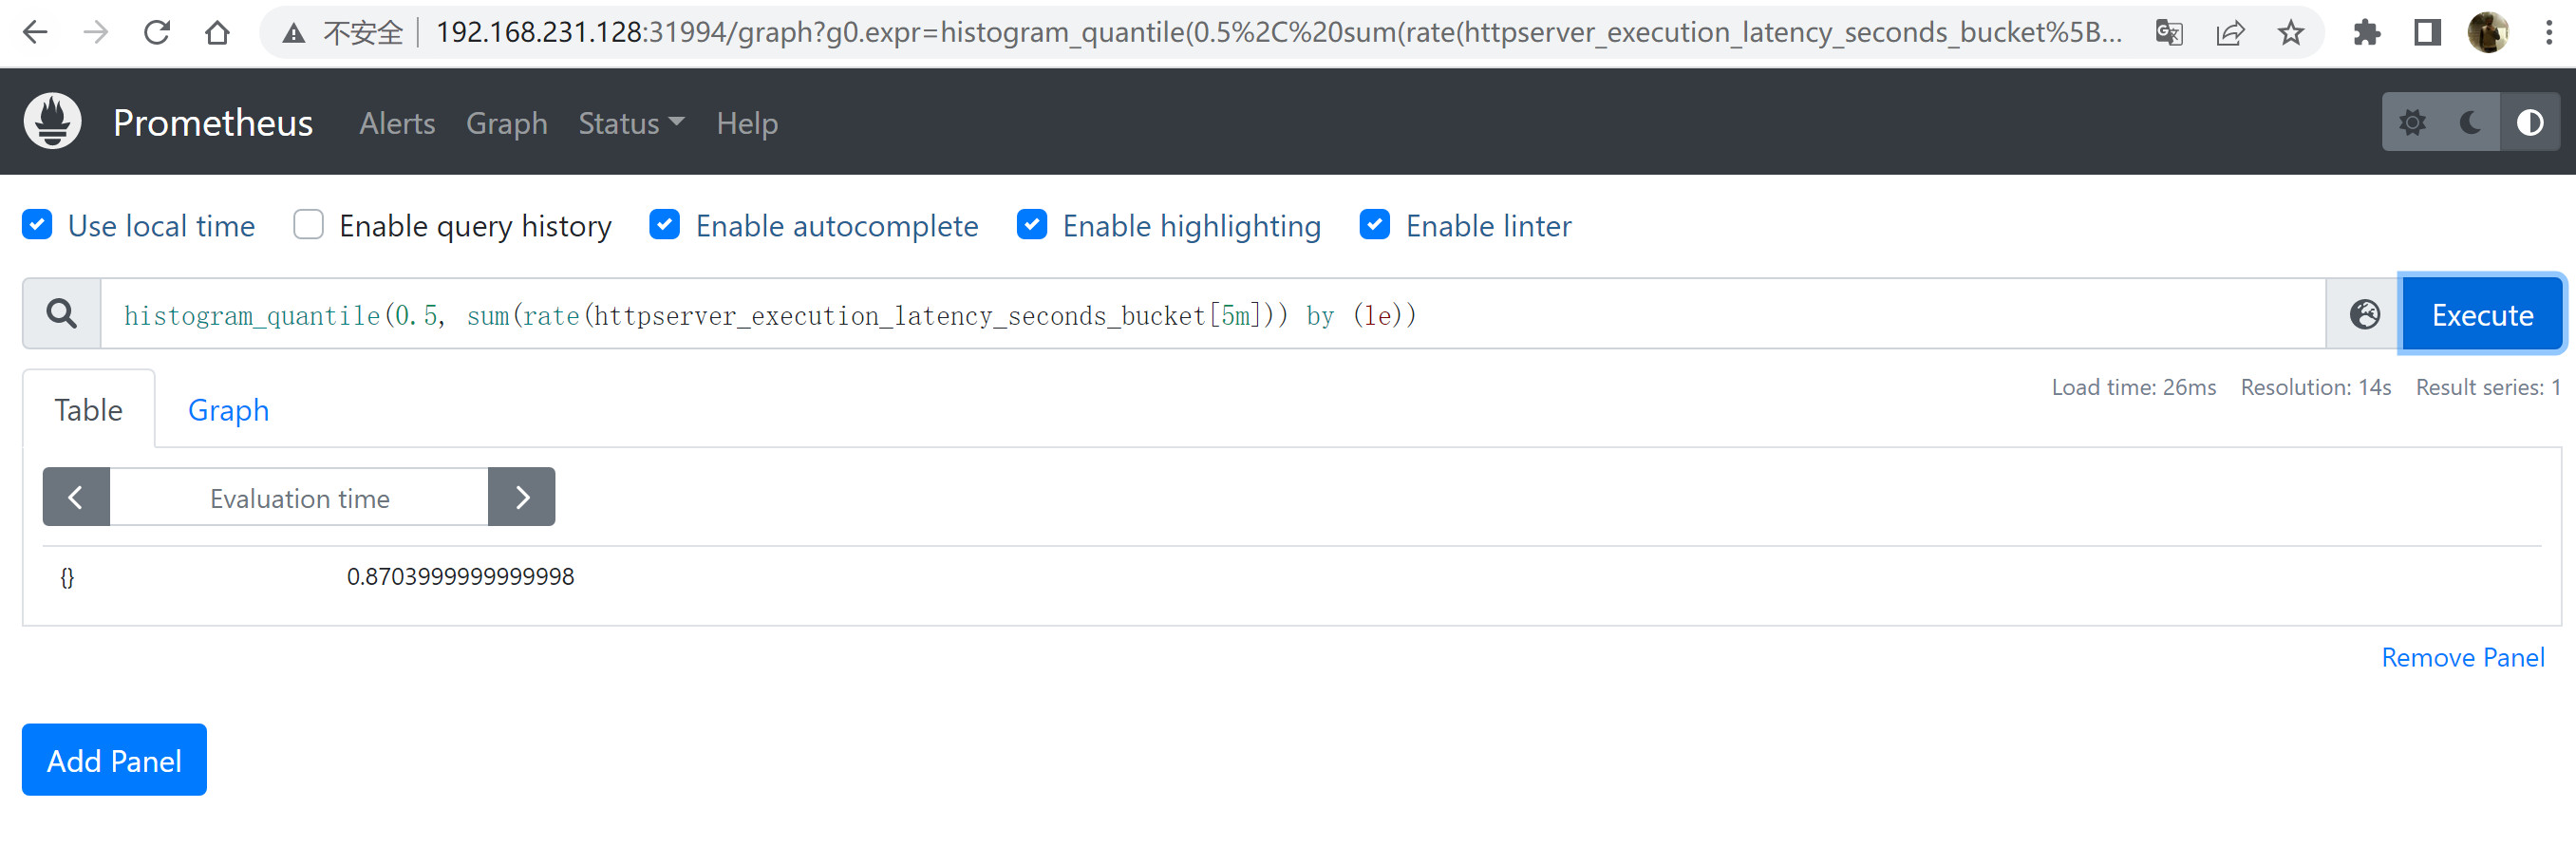 不安全 192.168.231.128:31994/graph?g0.expr=histogram_quantile(0.5%2C%20sum(rate(httpserver_execution_latency_seconds_bucket%5B...
Prometheus Alerts Graph Status Help
Use local time Enable query history Enable autocomplete Enable highlighting Enable linter
histogram_quantile(0.5, sum(rate(httpserver_execution_latency_seconds_bucket[5m])) by (le)) Execute
Load time: 26ms Resolution: 14s Result series: 1
Table Graph
Evaluation time
{} 0.8703999999999998
Remove Panel
Add Panel